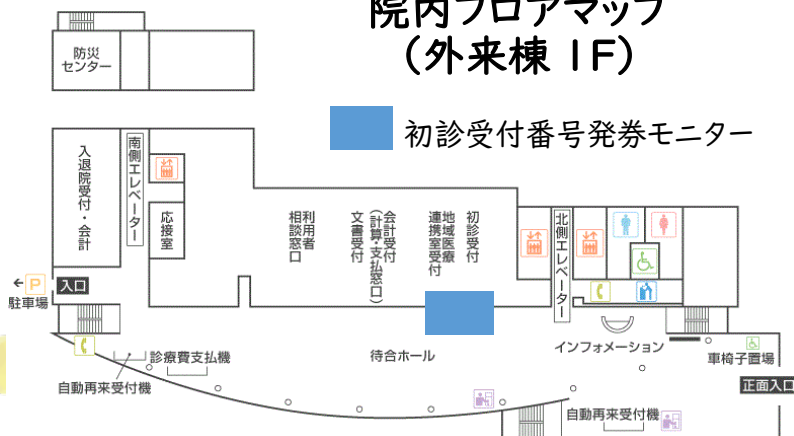 院内フロアマップ
（外来棟 1F）
初診受付番号発券モニター
防災
センター
入退院受付・会計
南側エレベーター
応接室
利用者
相談窓口
会計受付
（計算・支払窓口）
文書受付
地域医療
連携室受付
初診受付
北側エレベーター
←P
駐車場
入口
診療費支払機
自動再来受付機
待合ホール
インフォメーション
車椅子置場
正面入口
自動再来受付機